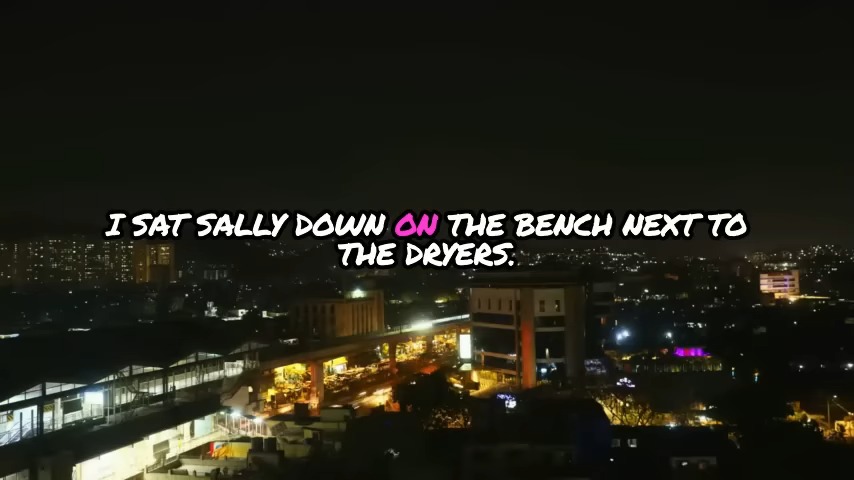 I SAT SALLY DOWN ON THE BENCH NEXT TO
THE DRYERS.